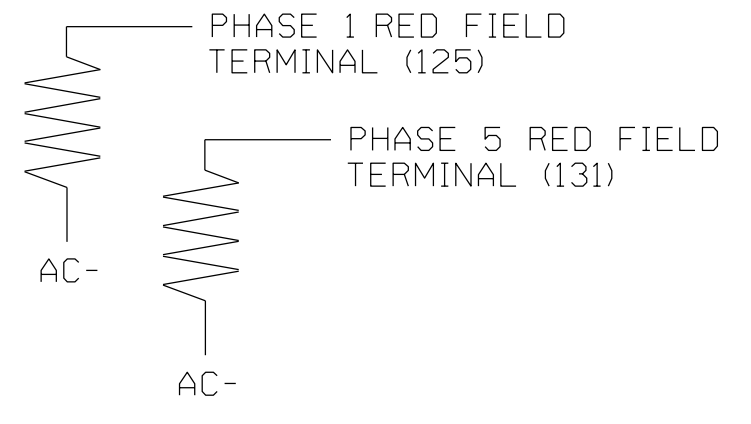 PHASE 1 RED FIELD
TERMINAL (125)
PHASE 5 RED FIELD
TERMINAL (131)
AC-
AC-